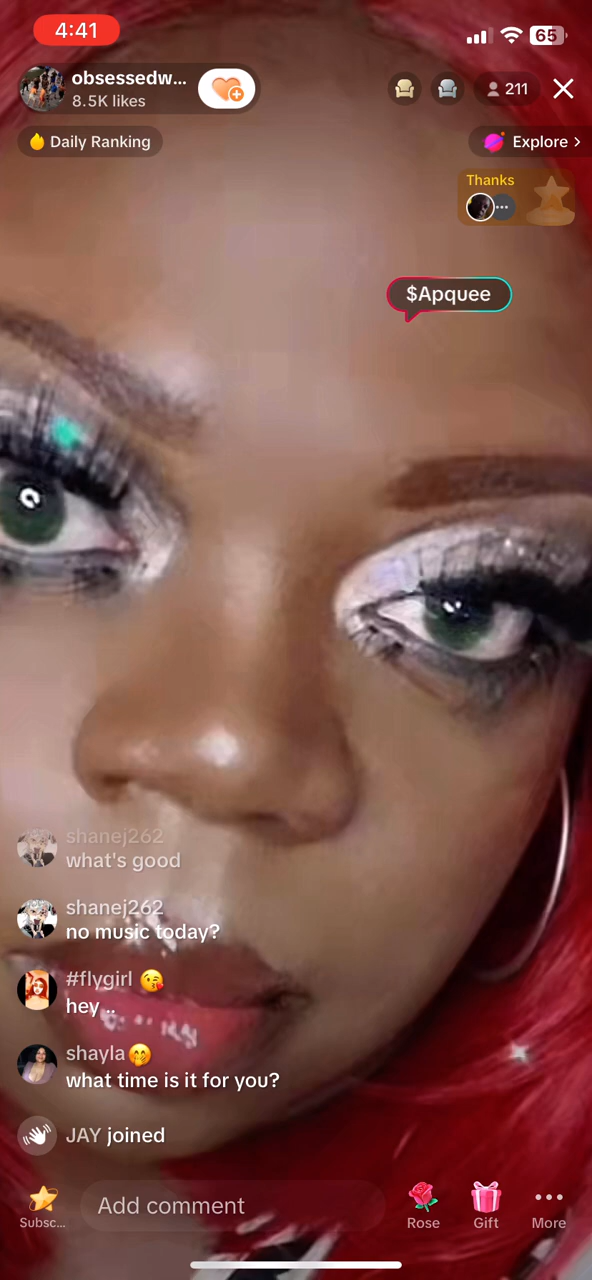 4:41
65
obsessedw...
8.5K likes
211
Daily Ranking
Explore >
Thanks
$Apquee
shanej262
what's good
shanej262
no music today?
#flygirl 😘
hey ..
shayla🤭
what time is it for you?
JAY joined
Subsc...
Add comment
Rose
Gift
More